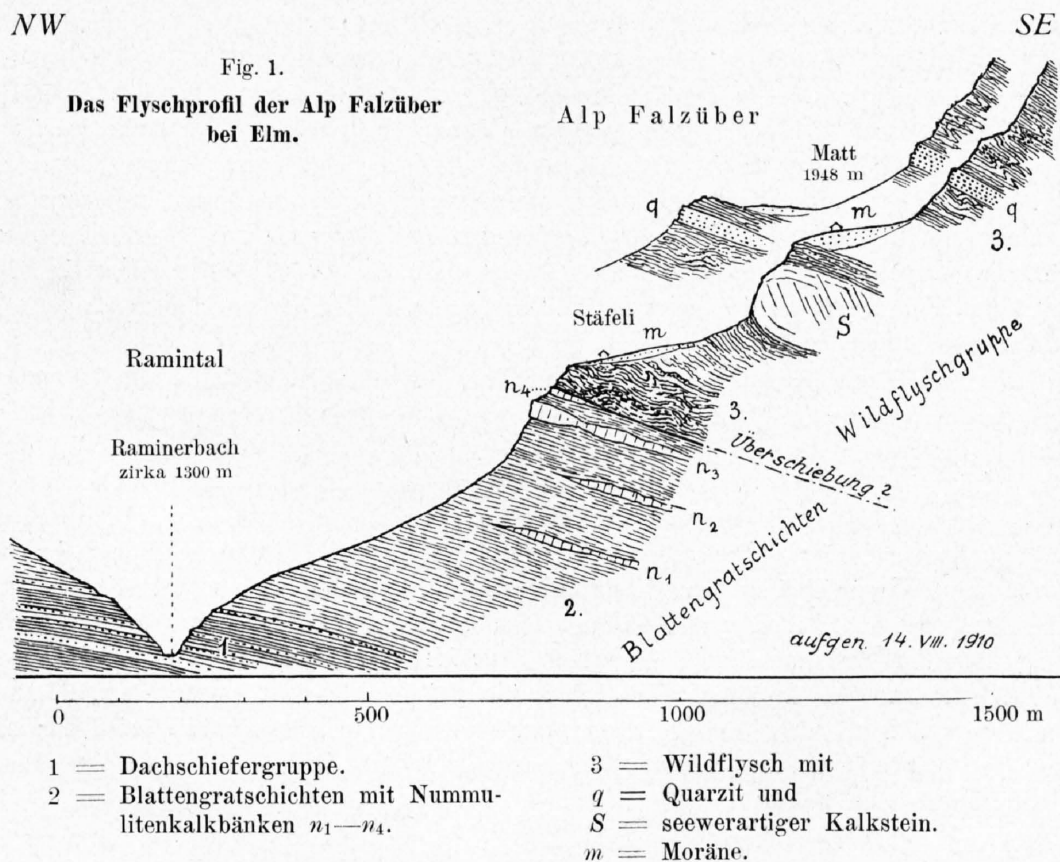 NW
SE
Fig. 1.
Das Flyschprofil der Alp Falzüber
bei Elm.
Alp Falzüber
Matt
1948 m
q
m
q
3.
Stäfeli
m
S
Ramintal
n₄
3.
Wildflyschgruppe
Raminerbach
zirka 1300 m
n₃
Überschiebung ?
n₂
n₁
Blattengratschichten
2.
1
aufgen. 14. VIII. 1910
0 500 1000 1500 m
1 = Dachschiefergruppe.
2 = Blattengratschichten mit Nummu-
litenkalkbänken n₁—n₄.
3 = Wildflysch mit
q = Quarzit und
S = seewerartiger Kalkstein.
m = Moräne.